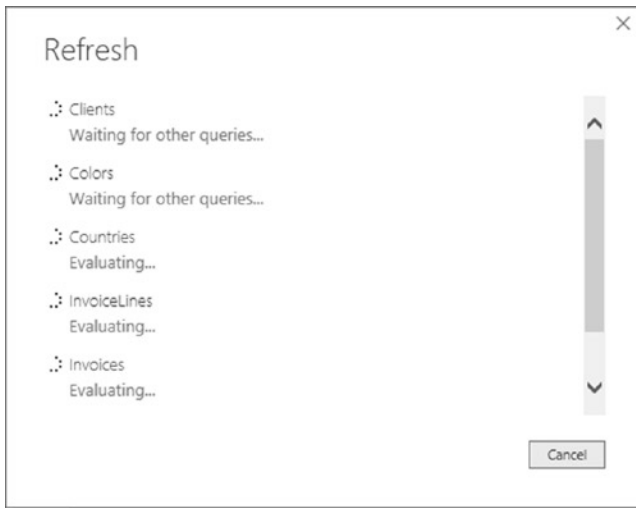 Refresh
Clients
Waiting for other queries...
Colors
Waiting for other queries...
Countries
Evaluating...
InvoiceLines
Evaluating...
Invoices
Evaluating...
Cancel